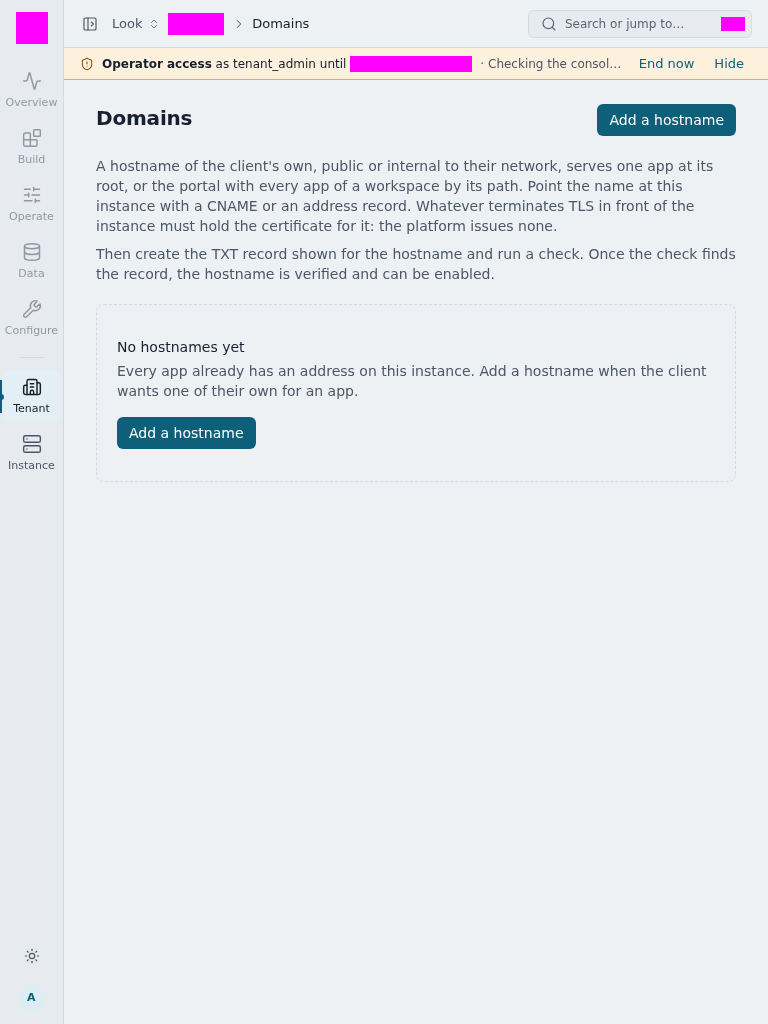 Look
Domains
Search or jump to…
Operator access as tenant_admin until
· Checking the consol…
End now
Hide
Overview
Build
Operate
Data
Configure
Tenant
Instance
A
Domains
Add a hostname
A hostname of the client's own, public or internal to their network, serves one app at its
root, or the portal with every app of a workspace by its path. Point the name at this
instance with a CNAME or an address record. Whatever terminates TLS in front of the
instance must hold the certificate for it: the platform issues none.
Then create the TXT record shown for the hostname and run a check. Once the check finds
the record, the hostname is verified and can be enabled.
No hostnames yet
Every app already has an address on this instance. Add a hostname when the client
wants one of their own for an app.
Add a hostname